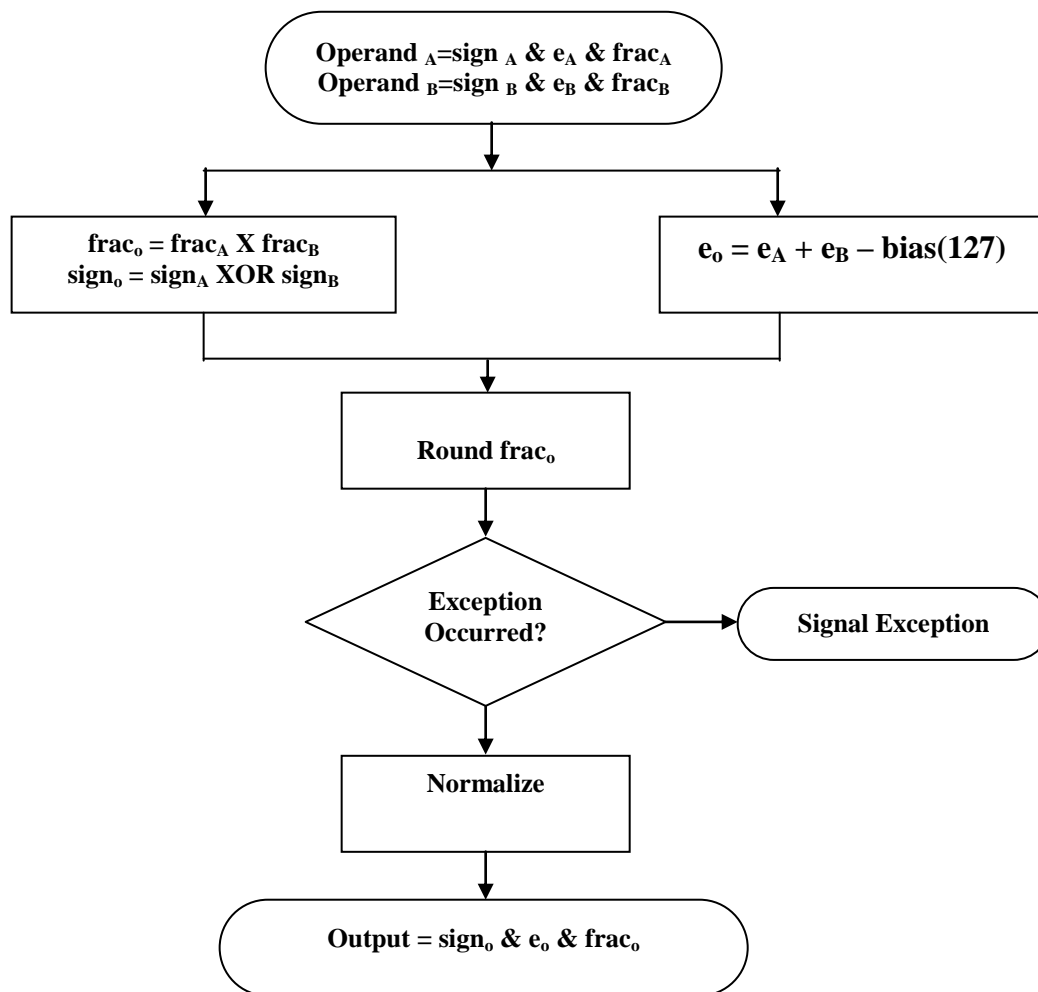 Operand A=sign A & eA & fracA
Operand B=sign B & eB & fracB
fraco = fracA X fracB
signo = signA XOR signB
eo = eA + eB – bias(127)
Round fraco
Exception
Occurred?
Signal Exception
Normalize
Output = signo & eo & fraco